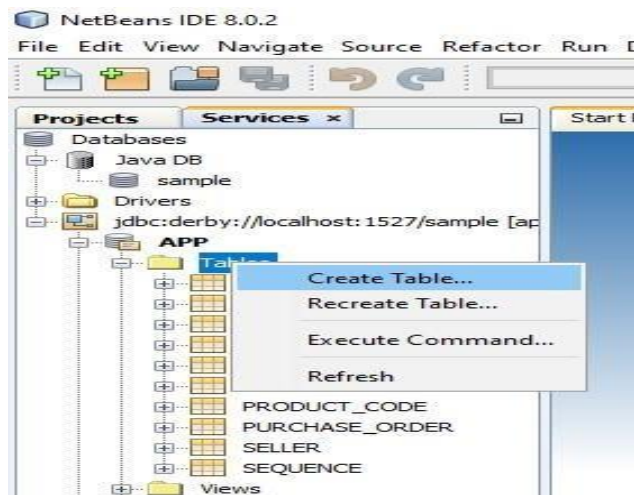 NetBeans IDE 8.0.2
File Edit View Navigate Source Refactor Run
Projects Services × Start
Databases
Java DB
sample
Drivers
jdbc:derby://localhost:1527/sample [ap
APP
Tables
Create Table...
Recreate Table...
Execute Command...
Refresh
PRODUCT_CODE
PURCHASE_ORDER
SELLER
SEQUENCE
Views